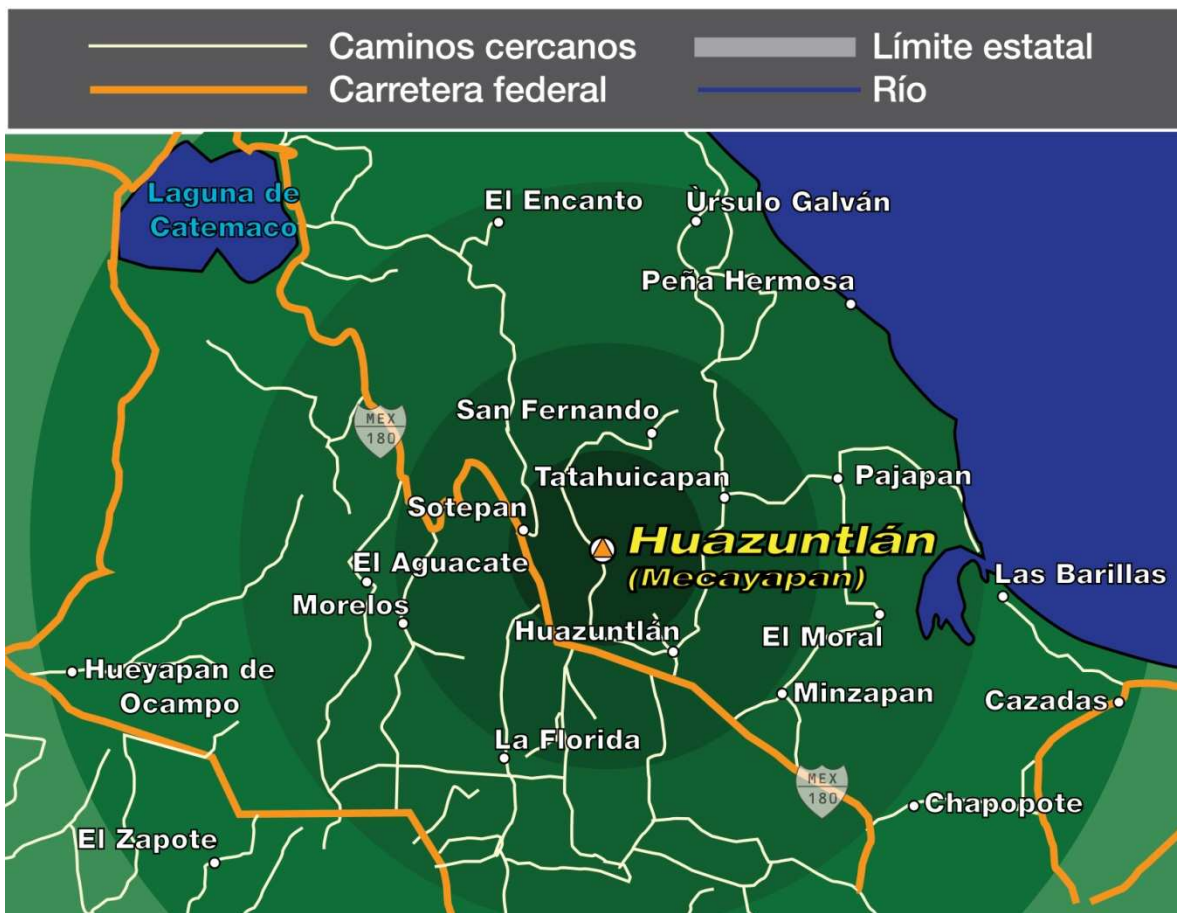 Caminos cercanos
Límite estatal
Carretera federal
Río
Laguna de
Catemaco
El Encanto
Ùrsulo Galván
Peña Hermosa
MEX
180
San Fernando
Tatahuicapan
Pajapan
Sotepan
Huazuntlán
(Mecayapan)
El Aguacate
Las Barillas
Morelos
Huazuntlán
El Moral
Hueyapan de
Ocampo
Minzapan
Cazadas
La Florida
MEX
180
Chapopote
El Zapote